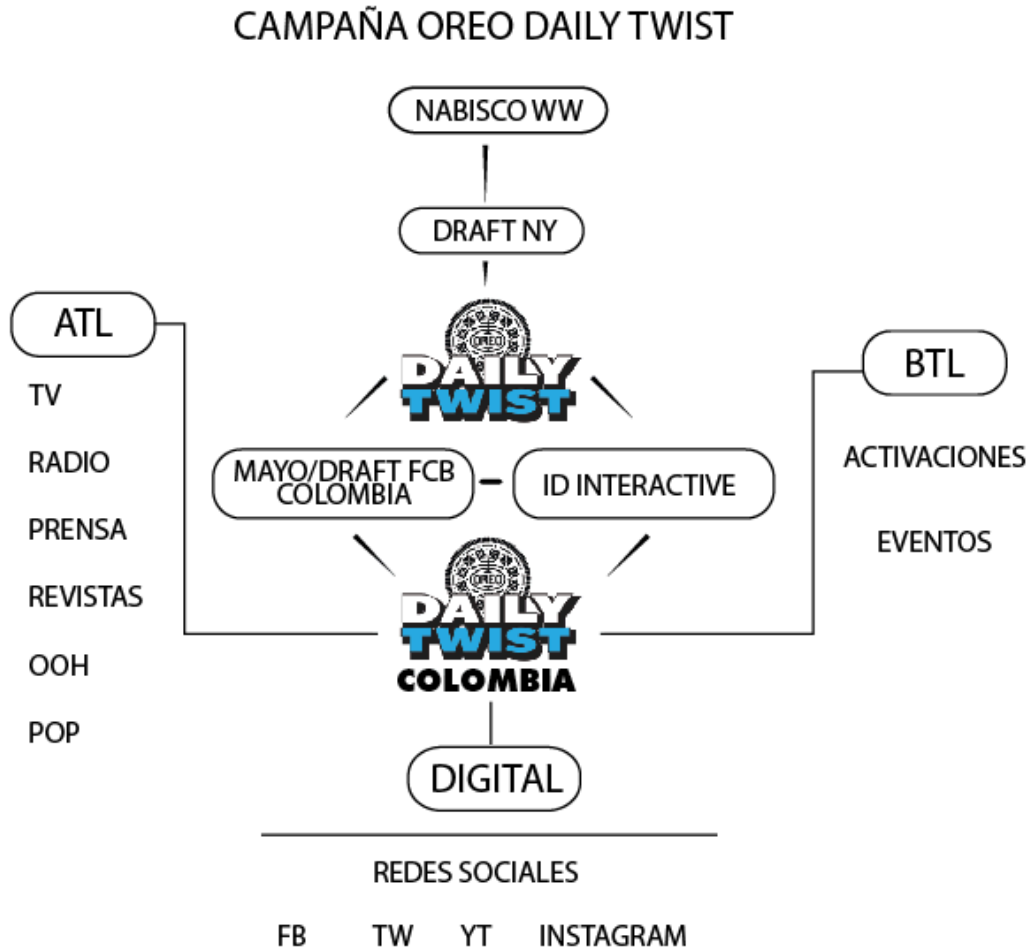 CAMPAÑA OREO DAILY TWIST
NABISCO WW
DRAFT NY
OREO
DAILY
TWIST
ATL
TV
RADIO
PRENSA
REVISTAS
OOH
POP
BTL
ACTIVACIONES
EVENTOS
MAYO/DRAFT FCB
COLOMBIA
ID INTERACTIVE
OREO
DAILY
TWIST
COLOMBIA
DIGITAL
REDES SOCIALES
FB TW YT INSTAGRAM